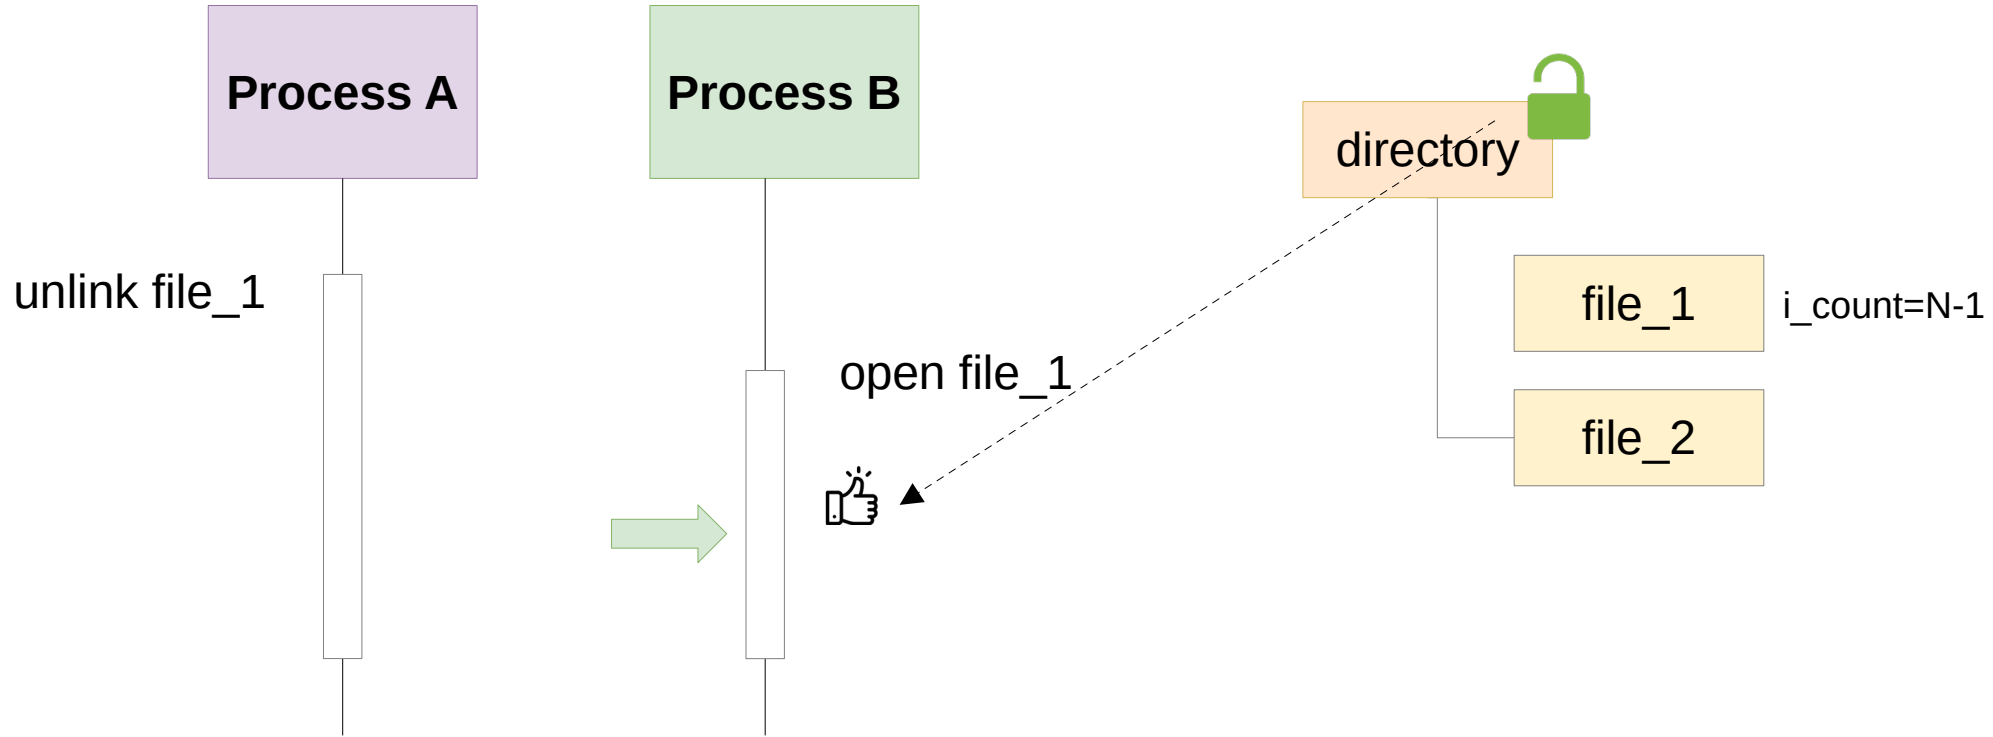 Process A
Process B
directory
unlink file_1
file_1
i_count=N-1
open file_1
file_2